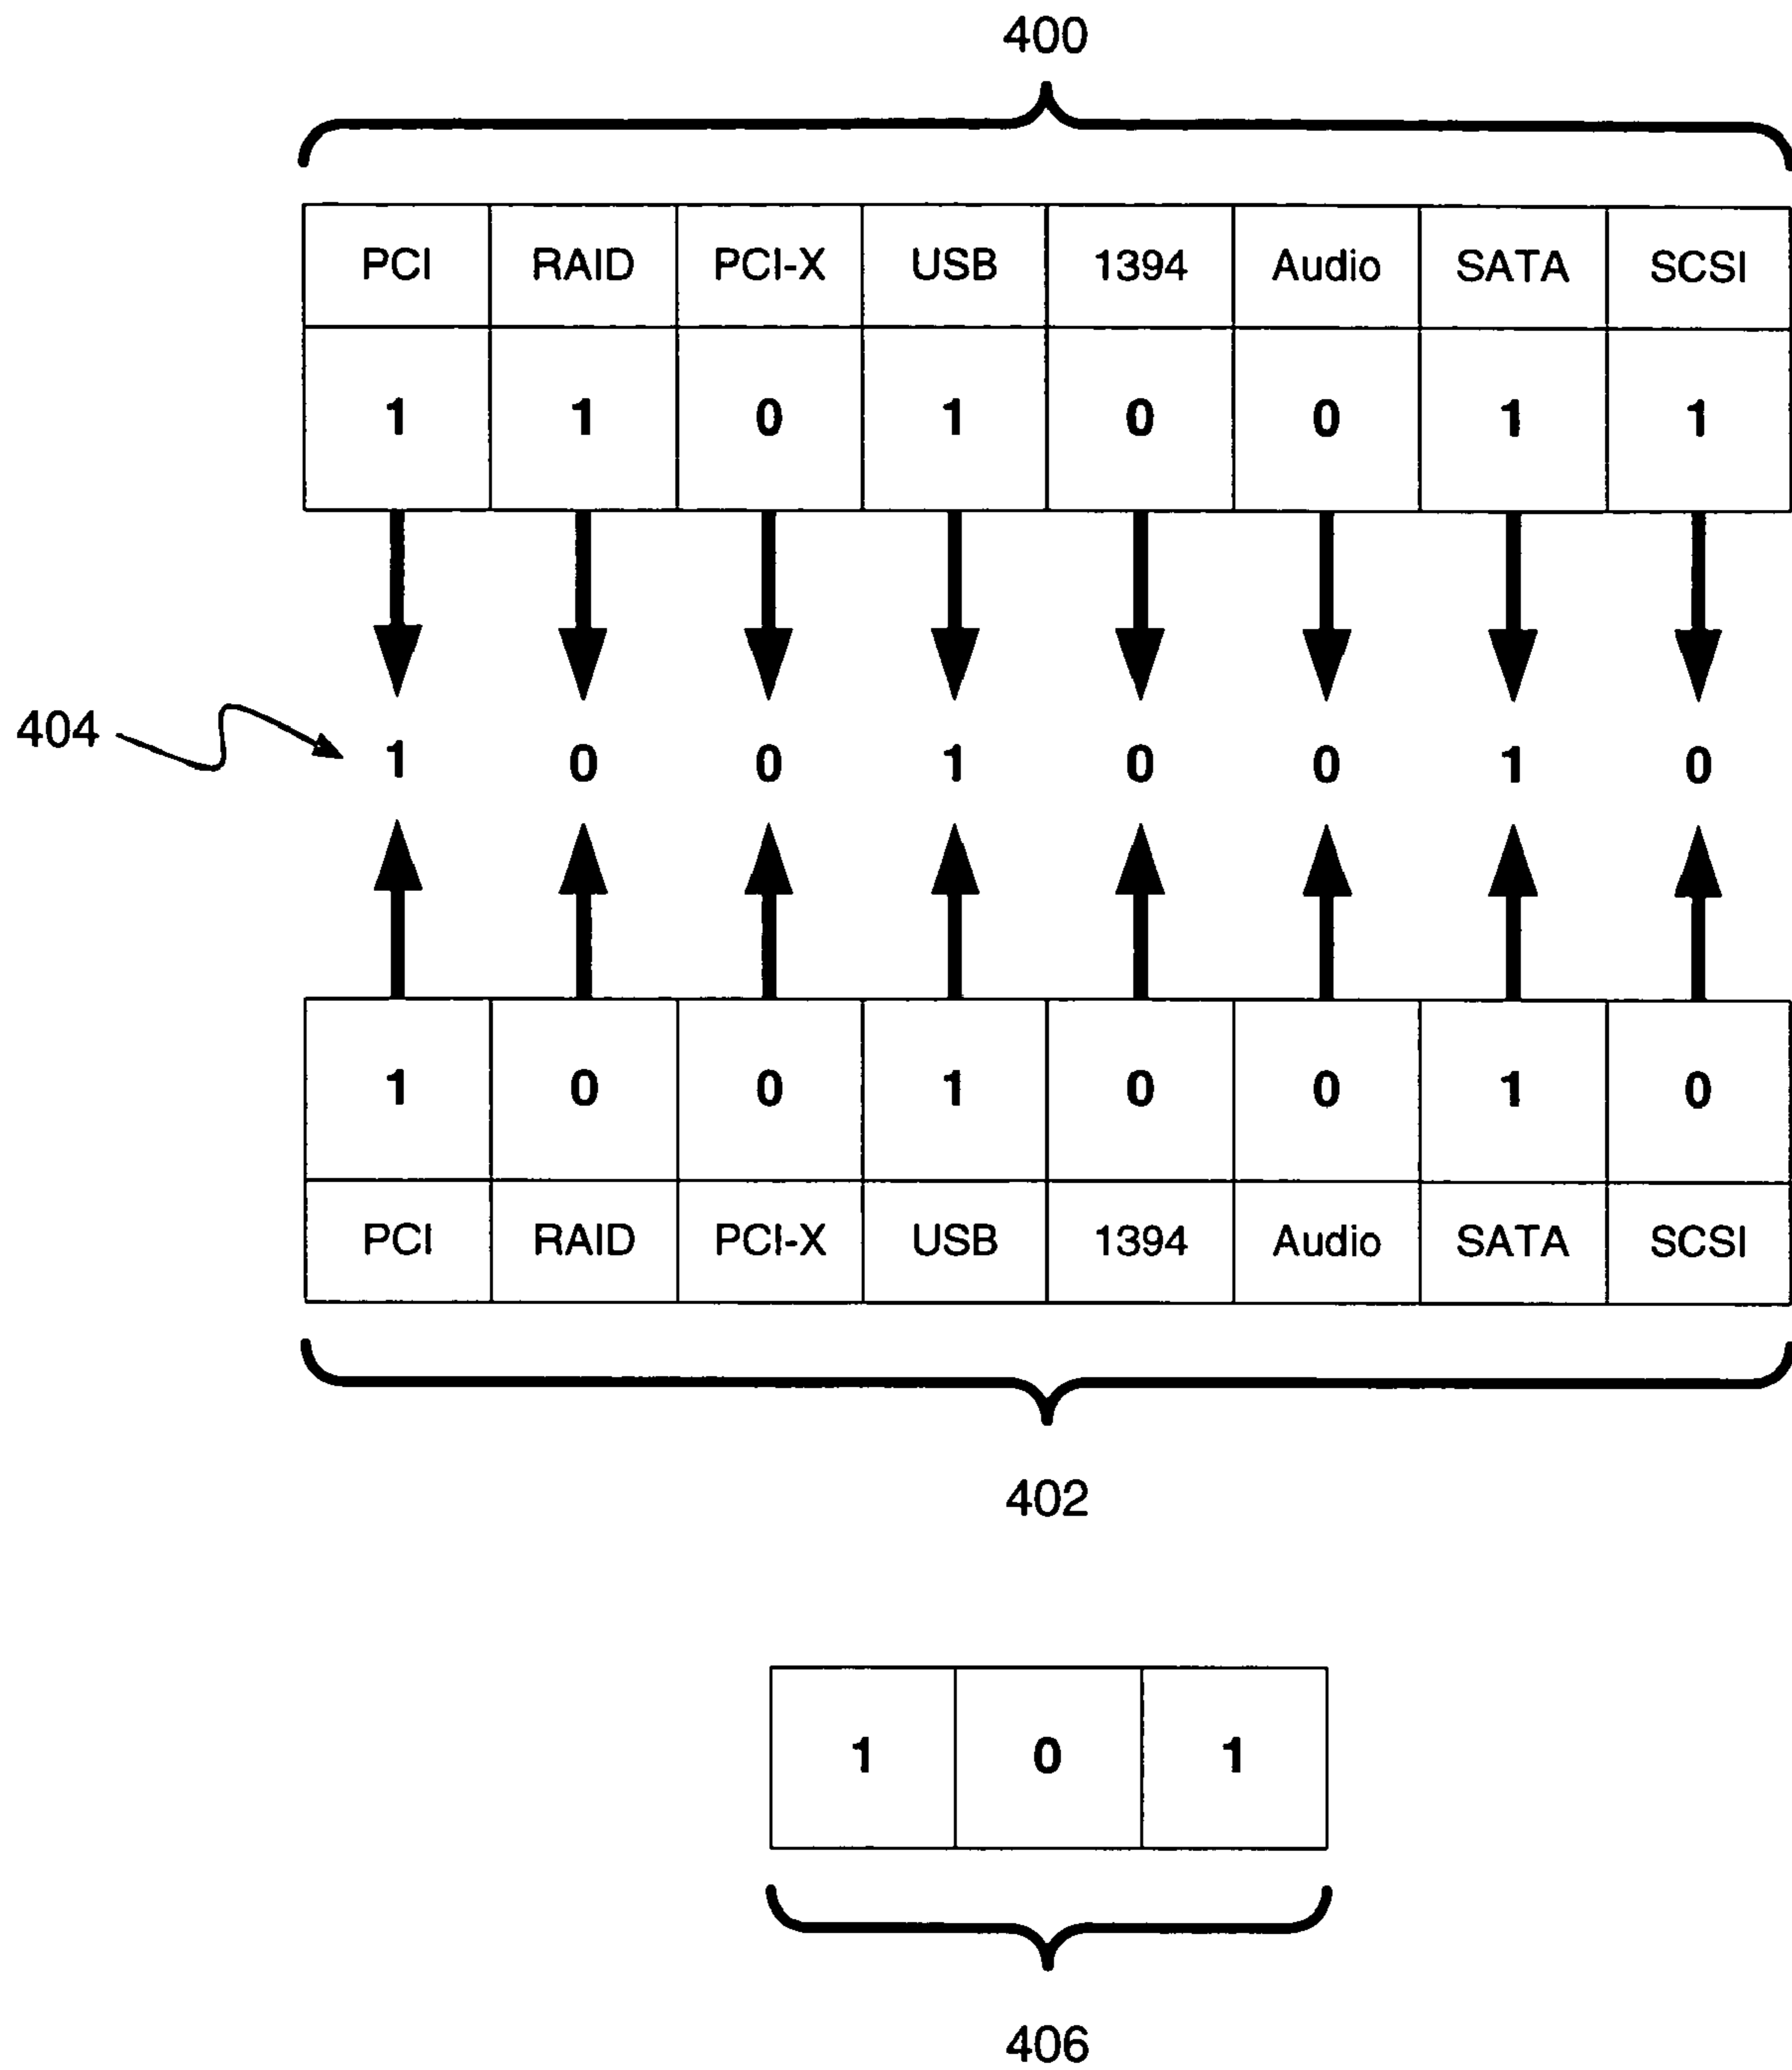 400
PCI RAID PCI-X USB 1394 Audio SATA SCSI
1 1 0 1 0 0 1 1
404 1 0 0 1 0 0 1 0
1 0 0 1 0 0 1 0
PCI RAID PCI-X USB 1394 Audio SATA SCSI
402
1 0 1
406